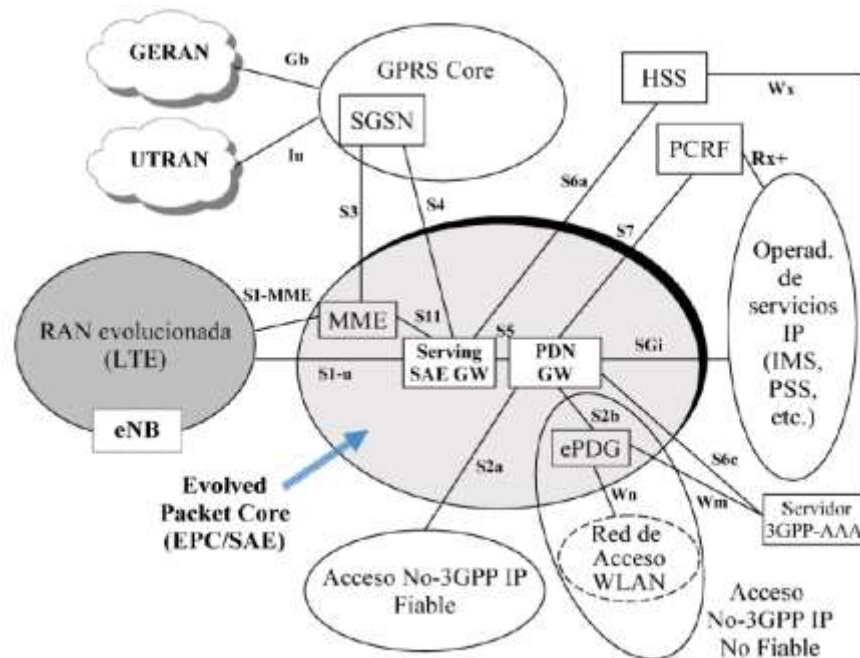 GERAN
Gb
GPRS Core
HSS
Wx
SGSN
UTRAN
Iu
PCRF
Rx+
S6a
S3
S4
S7
Operad.
de
servicios
IP
(IMS,
PSS,
etc.)
S1-MME
RAN evolucionada
(LTE)
MME
S11
S5
SGi
Serving
SAE GW
PDN
GW
S1-u
eNB
S2b
ePDG
S6c
S2a
Evolved
Packet Core
(EPC/SAE)
Wn
Wm
Servidor
3GPP-AAA
Red de
Acceso
WLAN
Acceso No-3GPP IP
Fiable
Acceso
No-3GPP IP
No Fiable